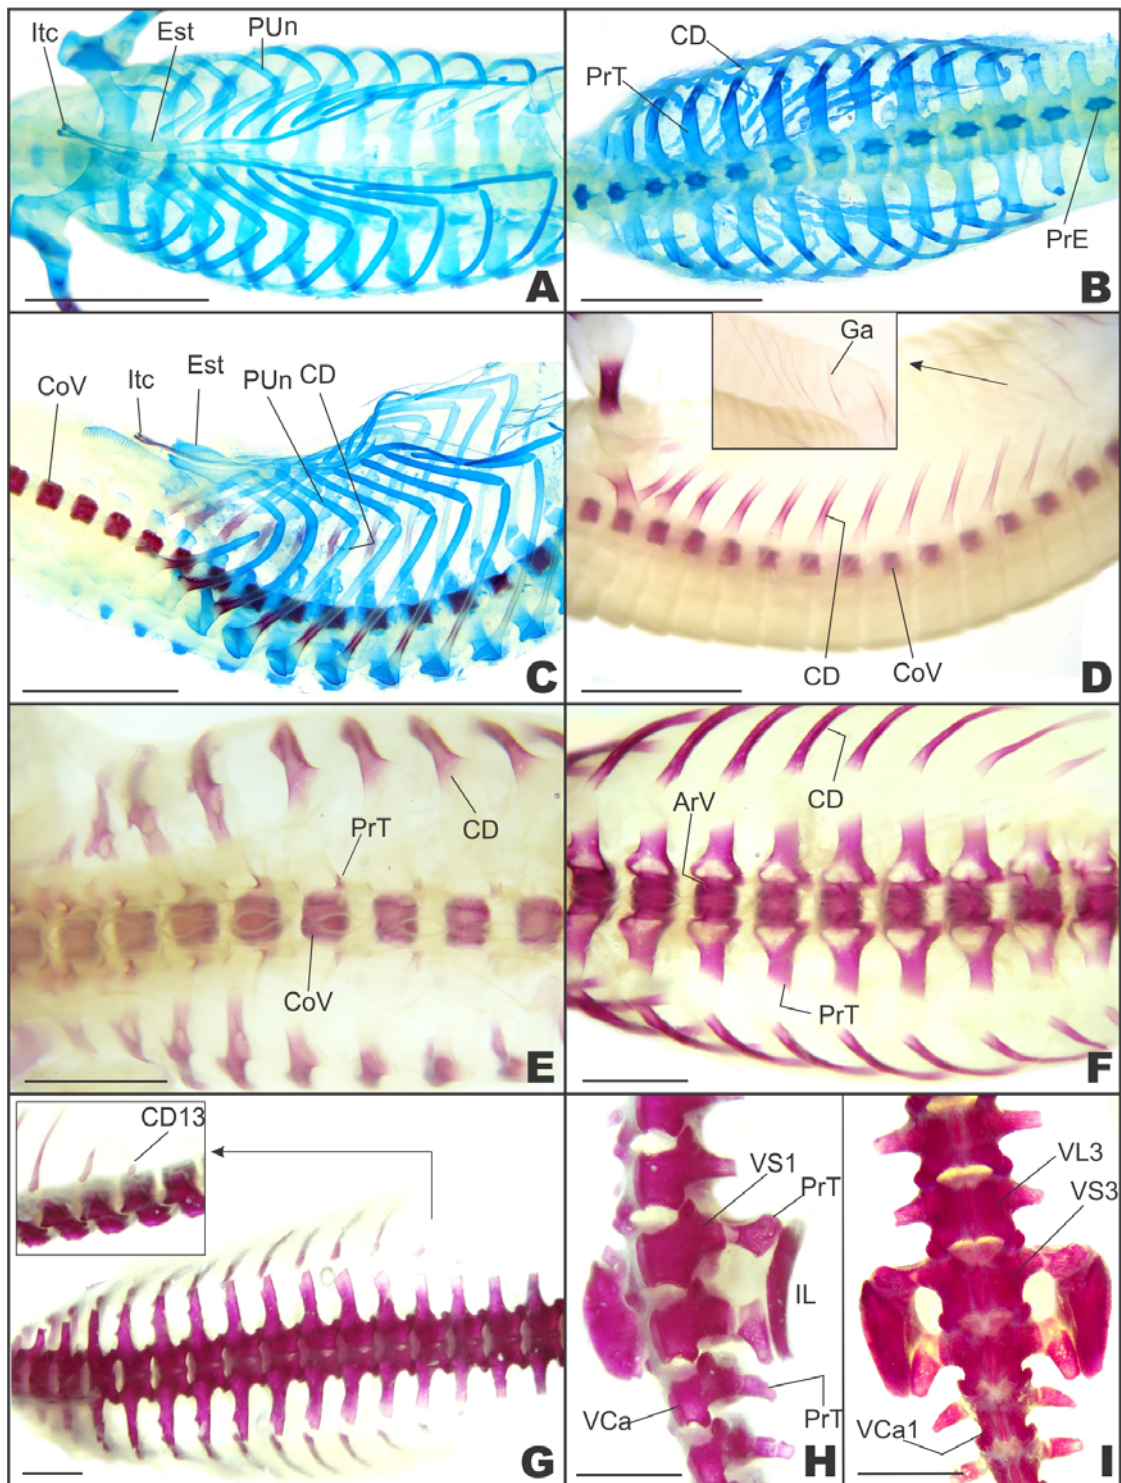 Itc Est PUn
A
CD
PrT
PrE
B
CoV Itc Est PUn CD
C
Ga
CD CoV
D
PrT CD
CoV
E
ArV CD
PrT
F
CD13
G
VS1
PrT
IL
VCa PrT
H
VL3
VS3
VCa1
I